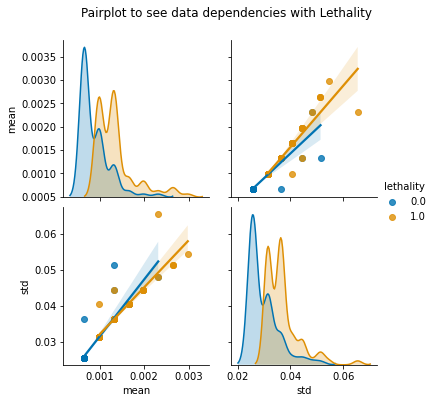 Pairplot to see data dependencies with Lethality
0.0035
0.0030
0.0025
0.0020
0.0015
0.0010
0.0005
mean
lethality
0.0
1.0
0.06
0.05
0.04
0.03
std
0.001 0.002 0.003
mean
0.02 0.04 0.06
std